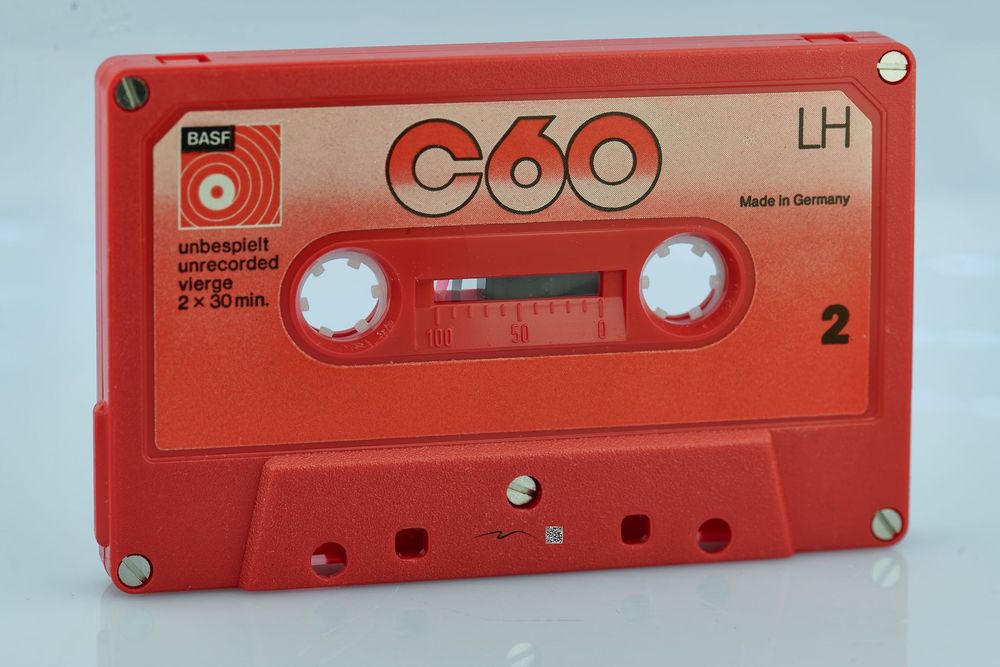 BASF
C60
LH
Made in Germany
unbespielt
unrecorded
vierge
2 × 30 min.
100 50 0
2